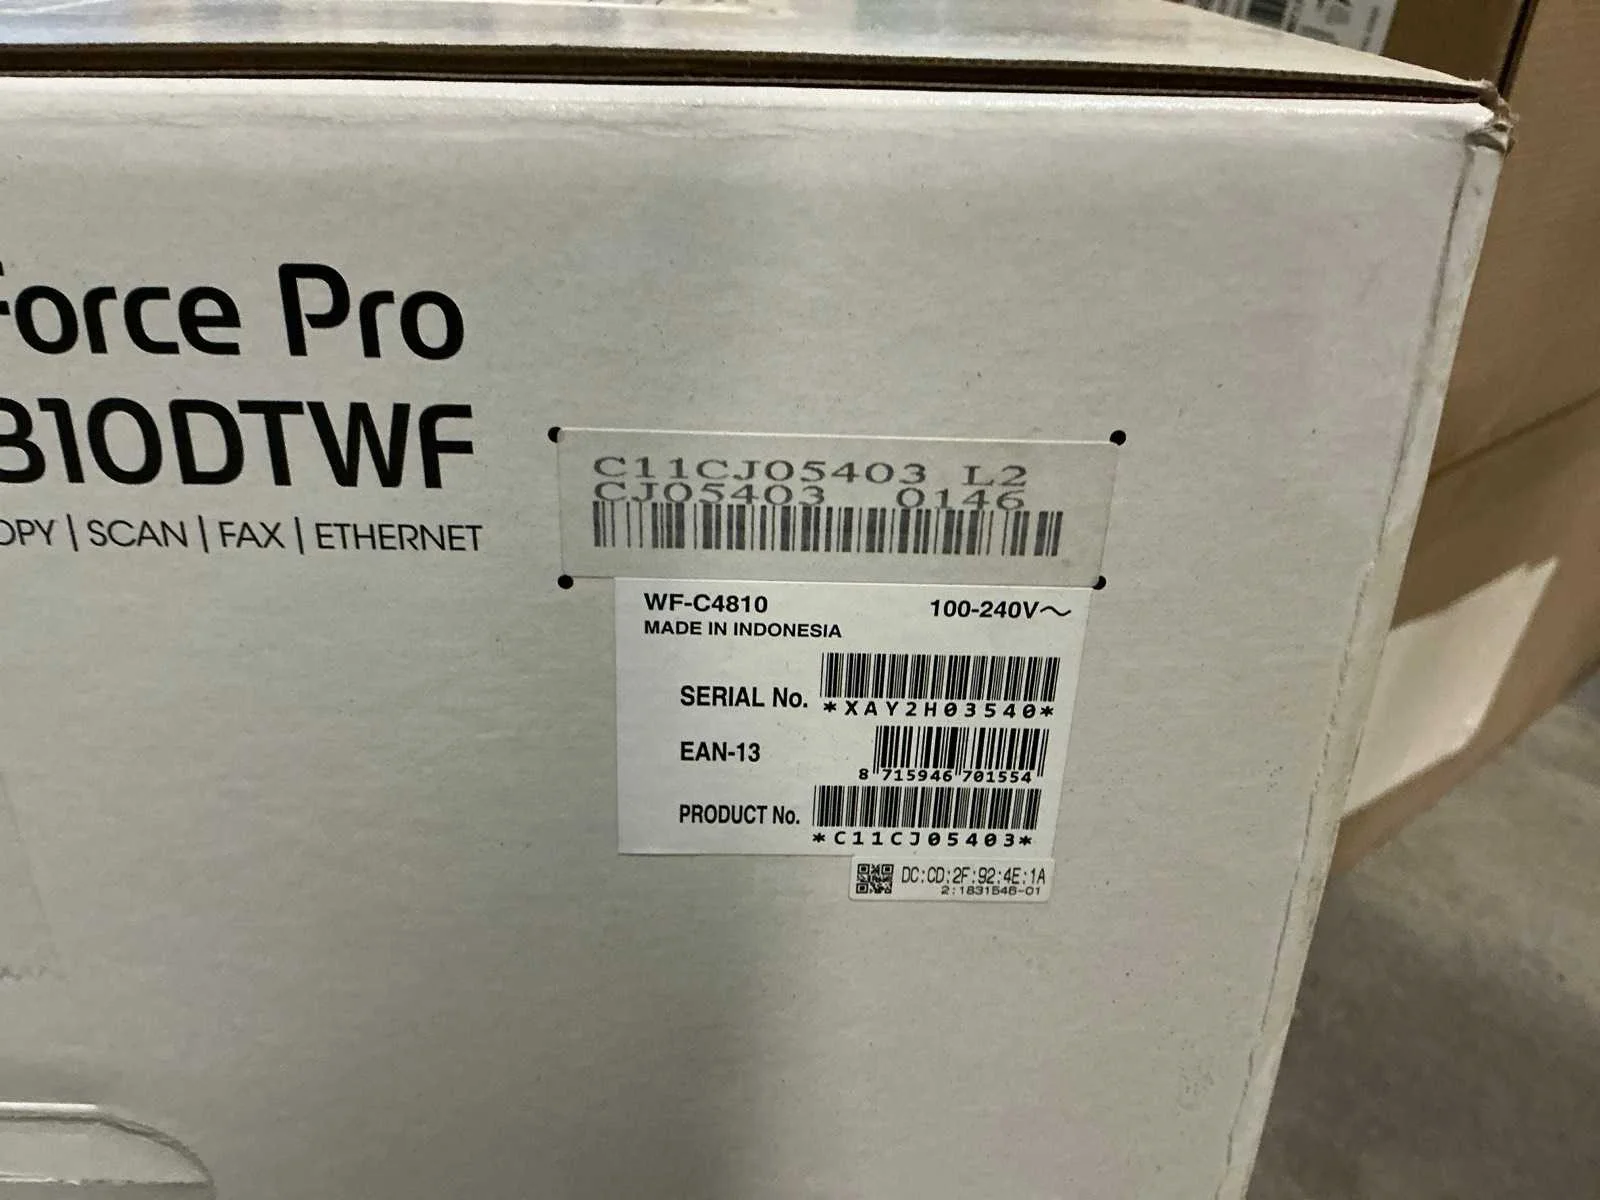 Force Pro
810DTWF
OPY | SCAN | FAX | ETHERNET
C11CJ05403 L2
CJ05403 0146
WF-C4810 100-240V~
MADE IN INDONESIA
SERIAL No. *XAY2H03540*
EAN-13 8 715946 701554
PRODUCT No. *C11CJ05403*
DC:CD:2F:92:4E:1A
2:1831546-01